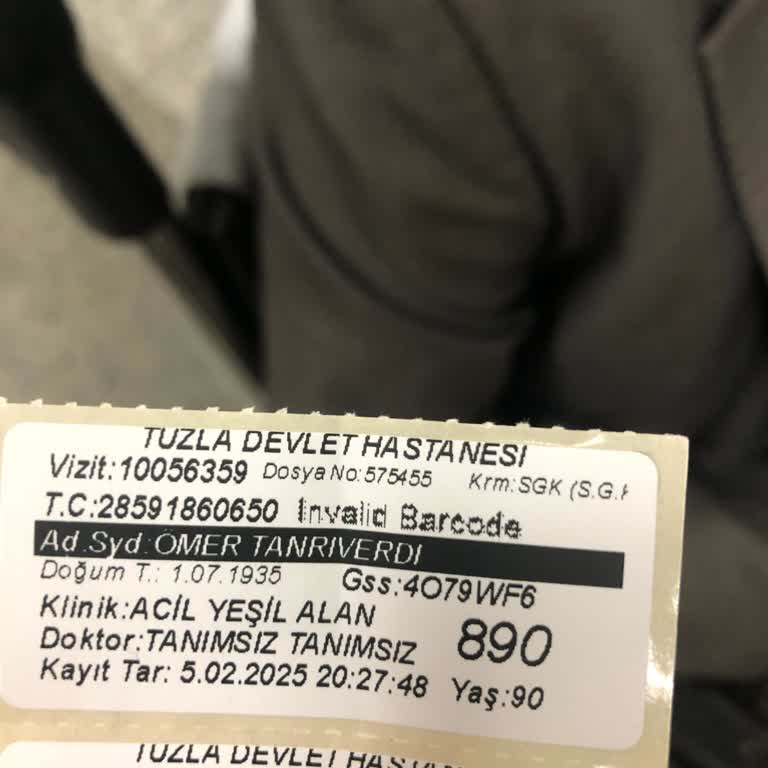 TUZLA DEVLET HASTANESİ
Vizit:10056359 Dosya No:575455 Krm:SGK (S.G.K
T.C:28591860650 Invalid Barcode
Ad.Syd:ÖMER TANRIVERDI
Doğum T.: 1.07.1935 Gss:4O79WF6
Klinik:ACİL YEŞİL ALAN 890
Doktor:TANIMSIZ TANIMSIZ
Kayıt Tar: 5.02.2025 20:27:48 Yaş:90
TUZLA DEVLET HASTANESİ